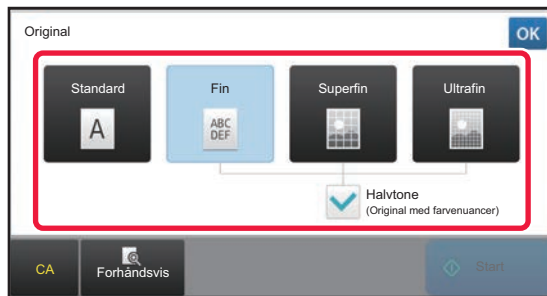 Original
OK
Standard
Fin
Superfin
Ultrafin
A
ABC
DEF
Halvtone
(Original med farvenuancer)
CA
Forhåndsvis
Start